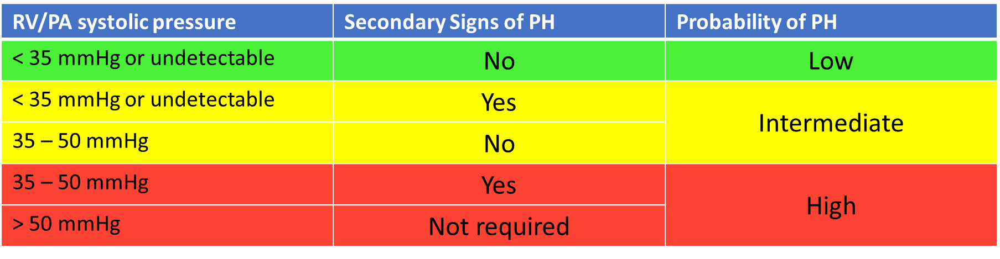 RV/PA systolic pressure Secondary Signs of PH Probability of PH
< 35 mmHg or undetectable No Low
< 35 mmHg or undetectable Yes
Intermediate
35 – 50 mmHg No
35 – 50 mmHg Yes
High
> 50 mmHg Not required